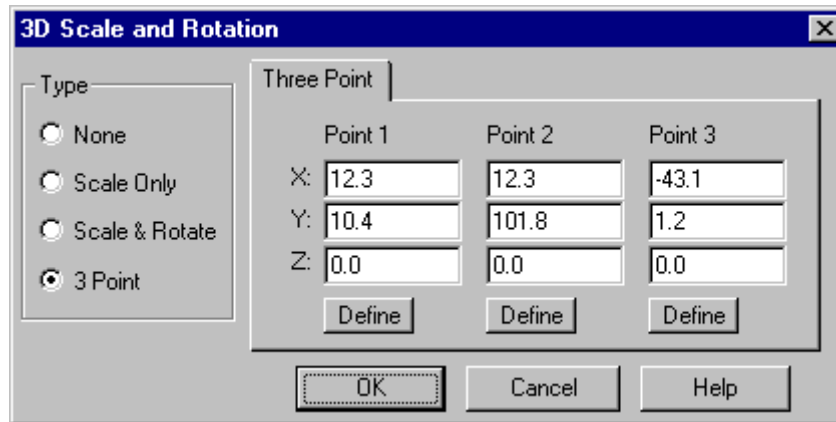 3D Scale and Rotation
Type
None
Scale Only
Scale & Rotate
3 Point
Three Point
Point 1 Point 2 Point 3
X: 12.3 12.3 -43.1
Y: 10.4 101.8 1.2
Z: 0.0 0.0 0.0
Define Define Define
OK Cancel Help